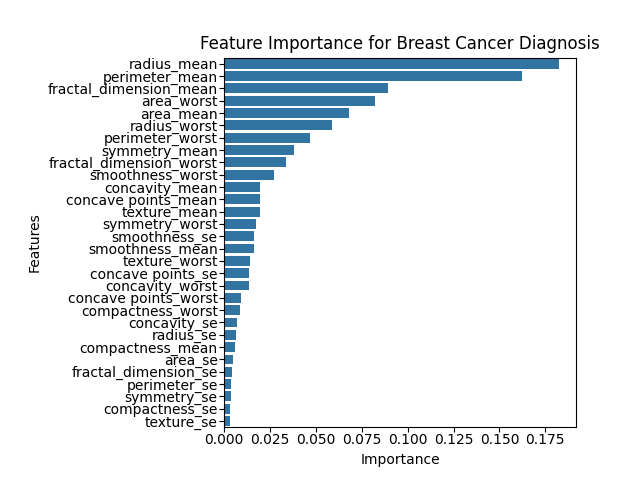 Feature Importance for Breast Cancer Diagnosis
radius_mean
perimeter_mean
fractal_dimension_mean
area_worst
area_mean
radius_worst
perimeter_worst
symmetry_mean
fractal_dimension_worst
smoothness_worst
concavity_mean
concave points_mean
texture_mean
symmetry_worst
smoothness_se
smoothness_mean
texture_worst
concave points_se
concavity_worst
concave points_worst
compactness_worst
concavity_se
radius_se
compactness_mean
area_se
fractal_dimension_se
perimeter_se
symmetry_se
compactness_se
texture_se
Features
0.000 0.025 0.050 0.075 0.100 0.125 0.150 0.175
Importance